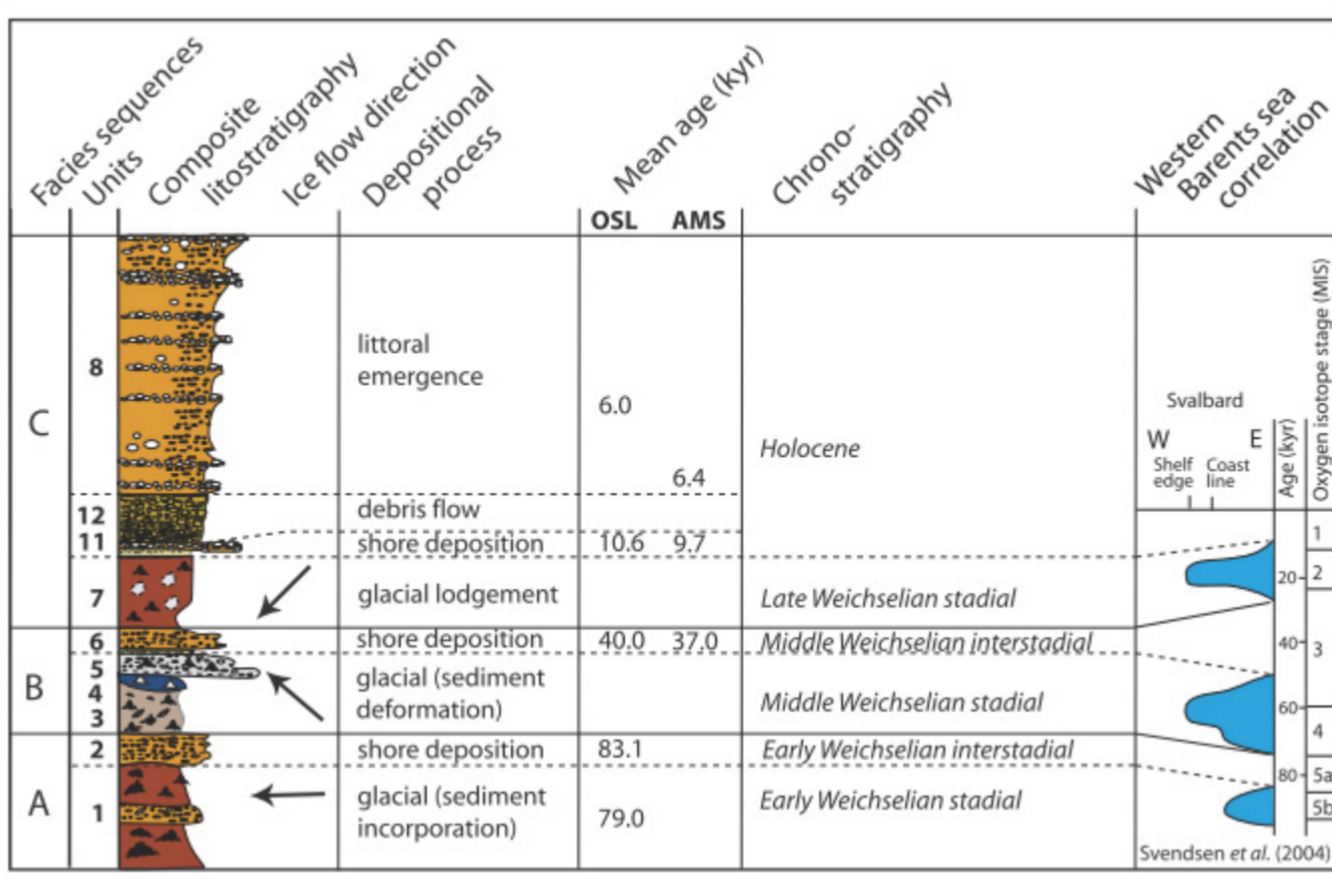 Facies sequences
Units
Composite
litostratigraphy
Ice flow direction
Depositional
process
Mean age (kyr)
Chrono-
stratigraphy
Western
Barents sea
correlation
OSL AMS
C
8
littoral
emergence
6.0
6.4
Holocene
12
debris flow
11
shore deposition
10.6 9.7
7
glacial lodgement
Late Weichselian stadial
B
6
shore deposition
40.0 37.0
Middle Weichselian interstadial
5
4
3
glacial (sediment
deformation)
Middle Weichselian stadial
A
2
shore deposition
83.1
Early Weichselian interstadial
1
glacial (sediment
incorporation)
79.0
Early Weichselian stadial
Svalbard
W E
Shelf
edge
Coast
line
Age (kyr)
Oxygen isotope stage (MIS)
20
40
60
80
1
2
3
4
5a
5b
Svendsen et al. (2004)